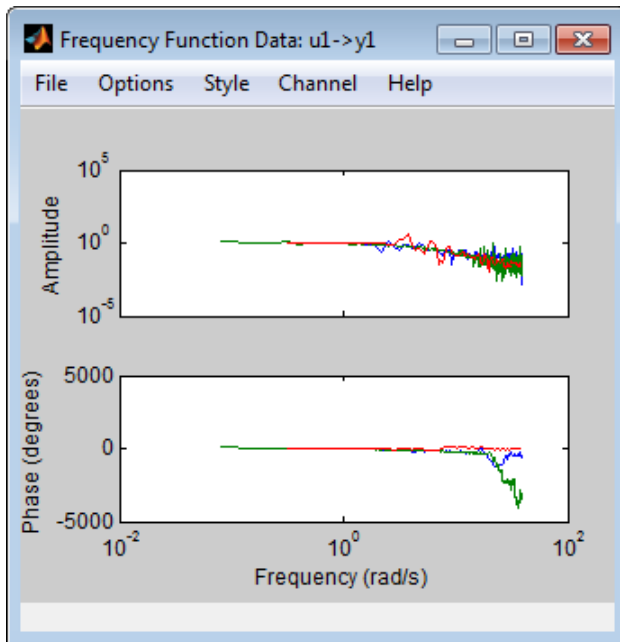 Frequency Function Data: u1->y1
File Options Style Channel Help
10^5
10^0
10^-5
Amplitude
5000
0
-5000
Phase (degrees)
10^-2 10^0 10^2
Frequency (rad/s)